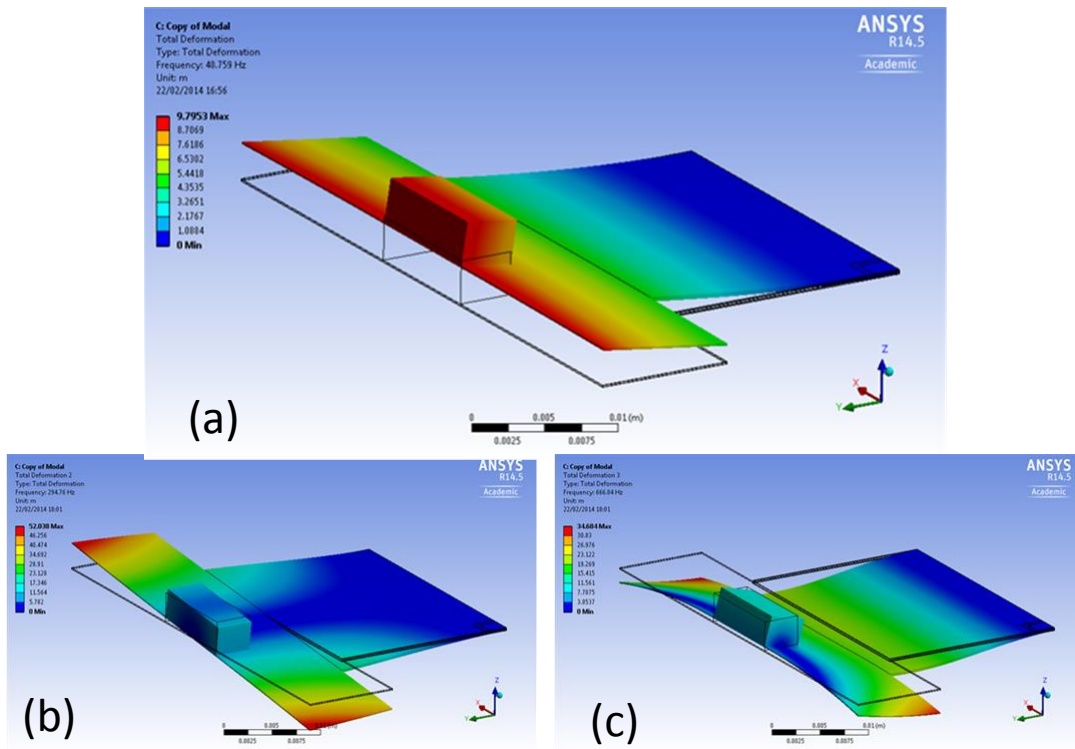 C: Copy of Modal
Total Deformation
Type: Total Deformation
Frequency: 40.759 Hz
Unit: m
22/02/2014 16:56
9.7953 Max
8.7069
7.6186
6.5302
5.4418
4.3535
3.2651
2.1767
1.0884
0 Min
ANSYS
R14.5
Academic
Z
X
Y
0 0.005 0.01 (m)
0.0025 0.0075
(a)
C: Copy of Modal
Total Deformation 2
Type: Total Deformation
Frequency: 294.76 Hz
Unit: m
22/02/2014 18:01
52.038 Max
46.256
40.474
34.692
28.91
23.128
17.346
11.564
5.782
0 Min
ANSYS
R14.5
Academic
Z
X
Y
0 0.005 0.01 (m)
0.0025 0.0075
(b)
C: Copy of Modal
Total Deformation 3
Type: Total Deformation
Frequency: 666.04 Hz
Unit: m
22/02/2014 18:01
34.684 Max
30.83
26.976
23.122
19.269
15.415
11.561
7.7075
3.8537
0 Min
ANSYS
R14.5
Academic
Z
X
Y
0 0.005 0.01 (m)
0.0025 0.0075
(c)